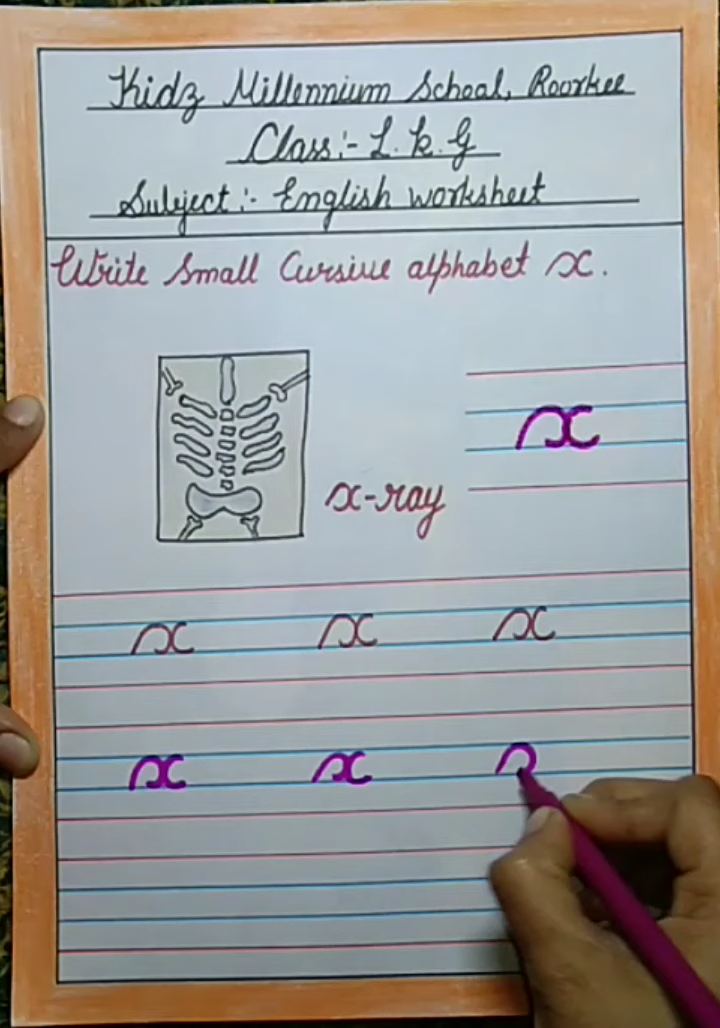 Kidz Millennium School, Roorkee
Class:- L.K.G
Subject:- English worksheet
Write Small Cursive alphabet x.
x
x-ray
x x x
x x